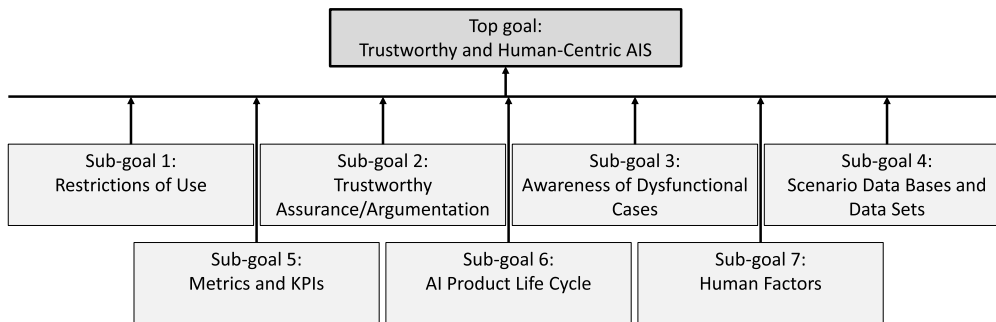 Top goal:
Trustworthy and Human-Centric AIS
Sub-goal 1:
Restrictions of Use
Sub-goal 2:
Trustworthy
Assurance/Argumentation
Sub-goal 3:
Awareness of Dysfunctional
Cases
Sub-goal 4:
Scenario Data Bases and
Data Sets
Sub-goal 5:
Metrics and KPIs
Sub-goal 6:
AI Product Life Cycle
Sub-goal 7:
Human Factors